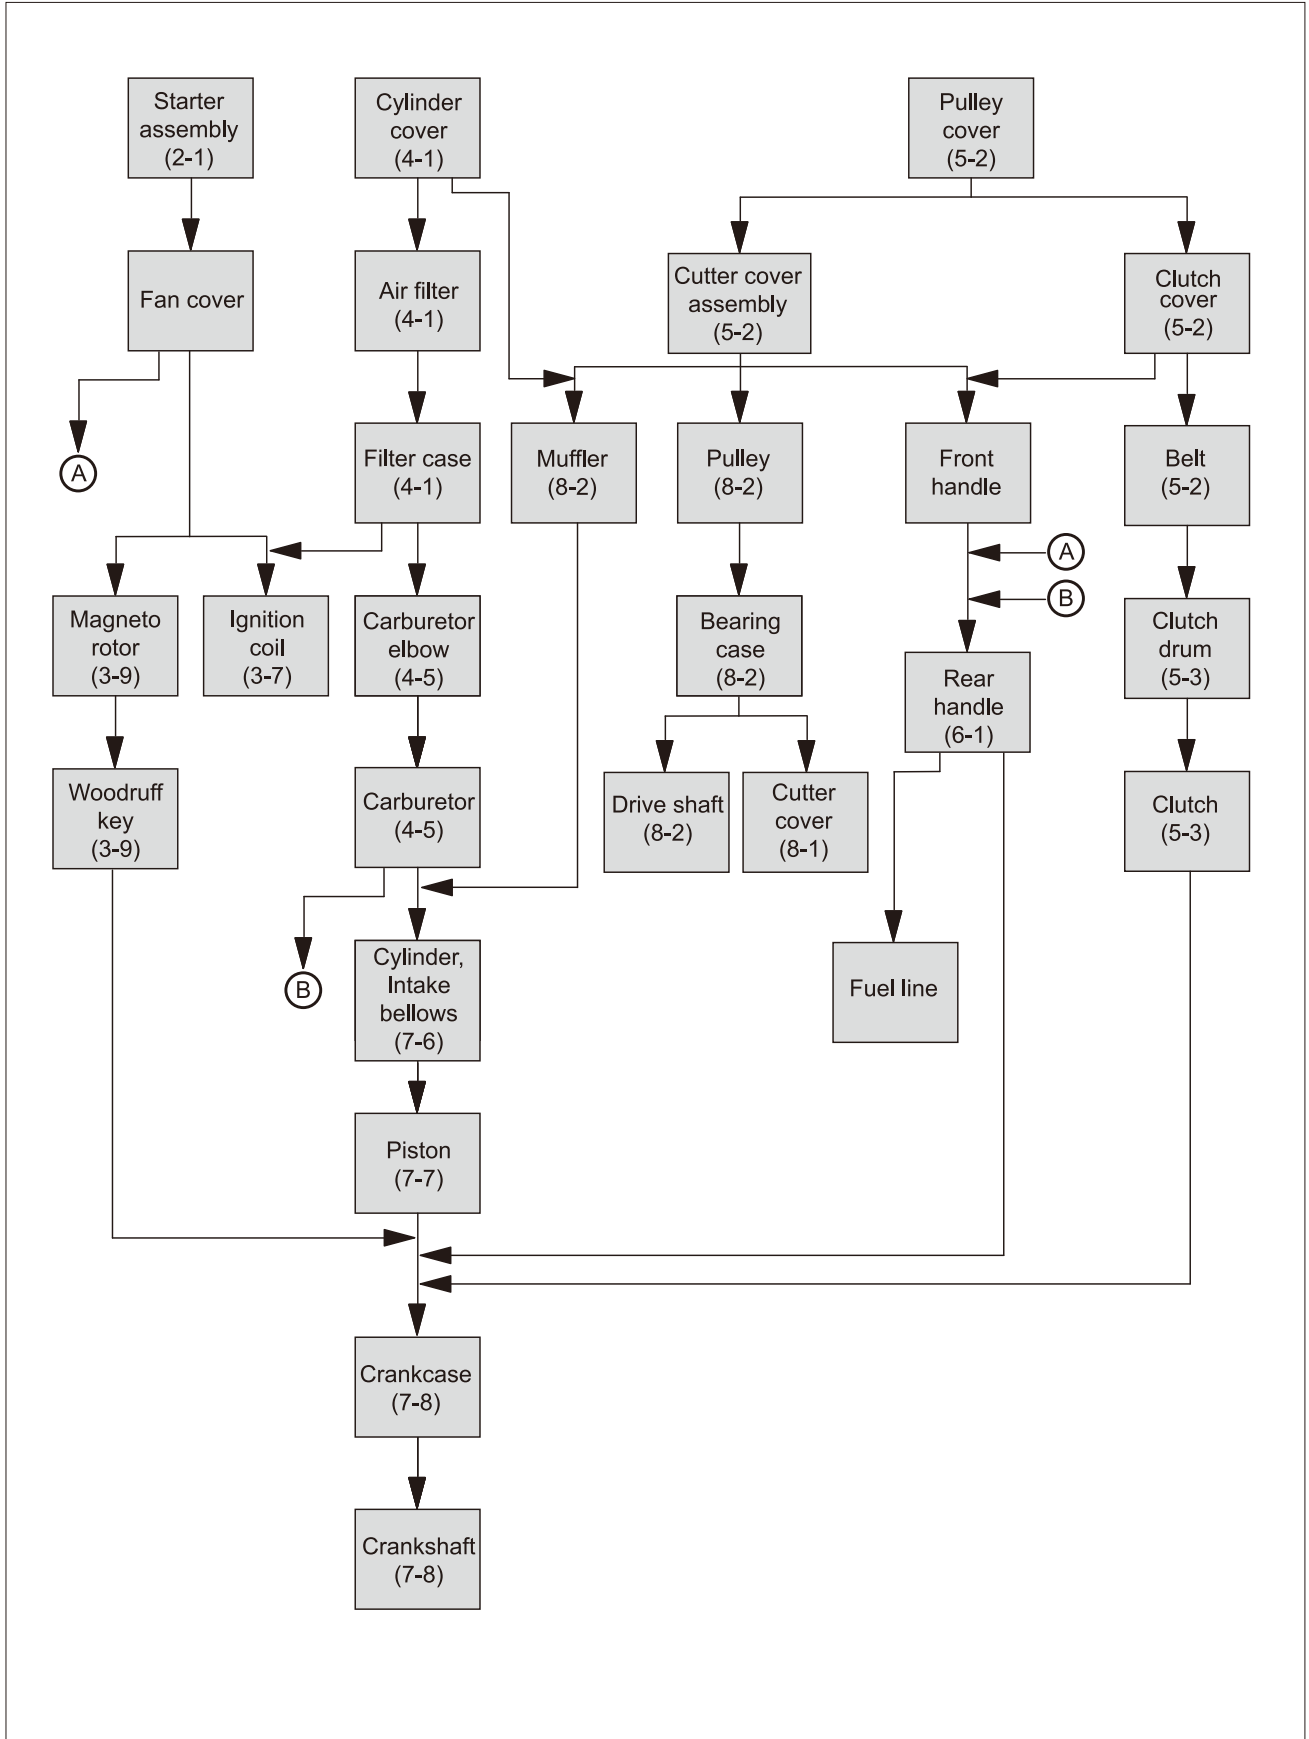 Starter
assembly
(2-1)
Cylinder
cover
(4-1)
Pulley
cover
(5-2)
Fan cover
Air filter
(4-1)
Cutter cover
assembly
(5-2)
Clutch
cover
(5-2)
A
Filter case
(4-1)
Muffler
(8-2)
Pulley
(8-2)
Front
handle
Belt
(5-2)
A
B
Magneto
rotor
(3-9)
Ignition
coil
(3-7)
Carburetor
elbow
(4-5)
Bearing
case
(8-2)
Rear
handle
(6-1)
Clutch
drum
(5-3)
Woodruff
key
(3-9)
Carburetor
(4-5)
Drive shaft
(8-2)
Cutter
cover
(8-1)
Clutch
(5-3)
B
Cylinder,
Intake
bellows
(7-6)
Fuel line
Piston
(7-7)
Crankcase
(7-8)
Crankshaft
(7-8)